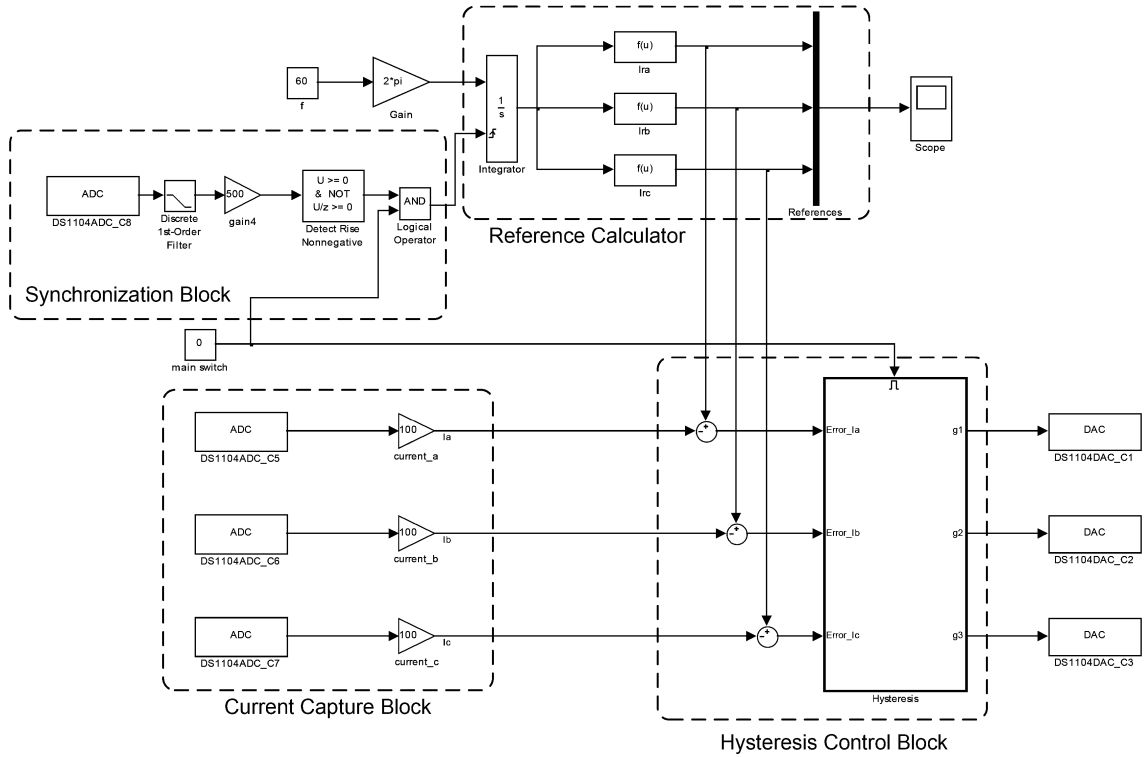 60
f
2*pi
Gain
1
s
Integrator
f(u)
Ira
f(u)
Irb
f(u)
Irc
References
Scope
Reference Calculator
ADC
DS1104ADC_C8
Discrete
1st-Order
Filter
500
gain4
U >= 0
& NOT
U/z >= 0
Detect Rise
Nonnegative
AND
Logical
Operator
Synchronization Block
0
main switch
ADC
DS1104ADC_C5
100
current_a
Ia
ADC
DS1104ADC_C6
100
current_b
Ib
ADC
DS1104ADC_C7
100
current_c
Ic
Current Capture Block
- +
- +
- +
Error_Ia
Error_Ib
Error_Ic
g1
g2
g3
Hysteresis
Hysteresis Control Block
DAC
DS1104DAC_C1
DAC
DS1104DAC_C2
DAC
DS1104DAC_C3